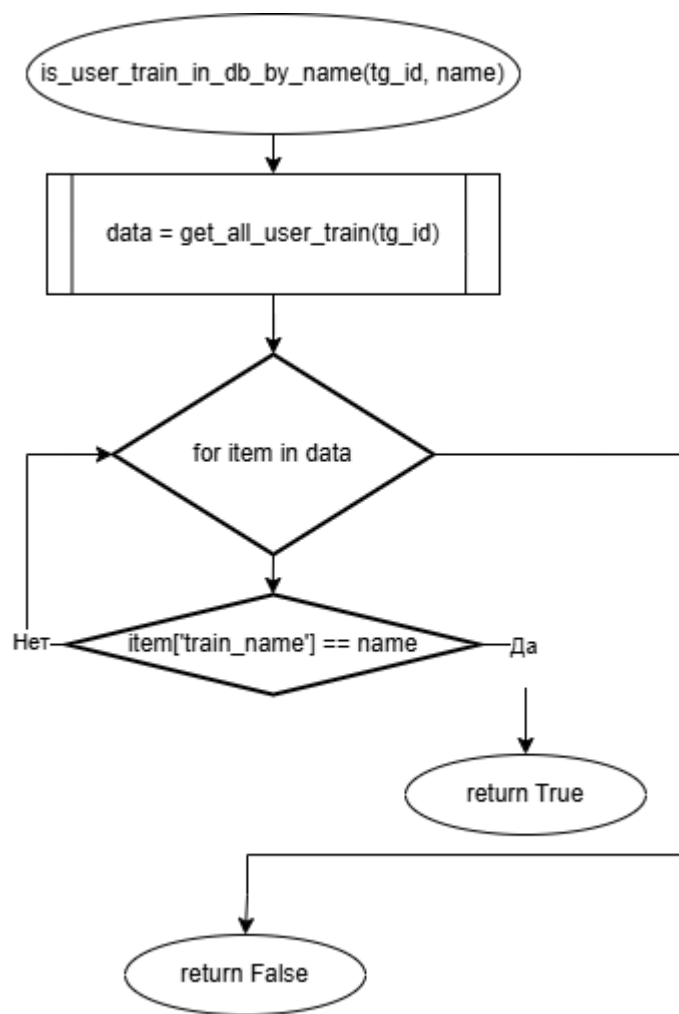 is_user_train_in_db_by_name(tg_id, name)
data = get_all_user_train(tg_id)
for item in data
Нет
item['train_name'] == name
Да
return True
return False